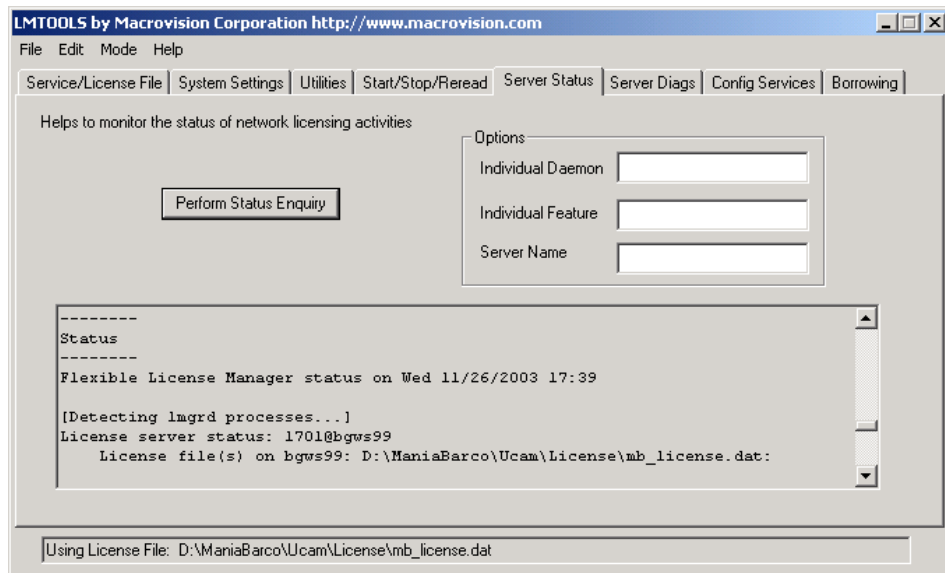 LMTOOLS by Macrovision Corporation http://www.macrovision.com
File Edit Mode Help
Service/License File System Settings Utilities Start/Stop/Reread Server Status Server Diags Config Services Borrowing
Helps to monitor the status of network licensing activities
Options
Individual Daemon
Perform Status Enquiry
Individual Feature
Server Name
--------
Status
--------
Flexible License Manager status on Wed 11/26/2003 17:39
[Detecting lmgrd processes...]
License server status: 1701@bgws99
License file(s) on bgws99: D:\ManiaBarco\Ucam\License\mb_license.dat:
Using License File: D:\ManiaBarco\Ucam\License\mb_license.dat